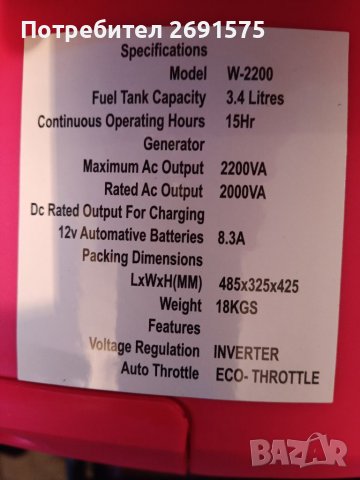 Потребител 2691575
Specifications
Model W-2200
Fuel Tank Capacity 3.4 Litres
Continuous Operating Hours 15Hr
Generator
Maximum Ac Output 2200VA
Rated Ac Output 2000VA
Dc Rated Output For Charging
12v Automative Batteries 8.3A
Packing Dimensions
LxWxH(MM) 485x325x425
Weight 18KGS
Features
Voltage Regulation INVERTER
Auto Throttle ECO- THROTTLE
BAZAR